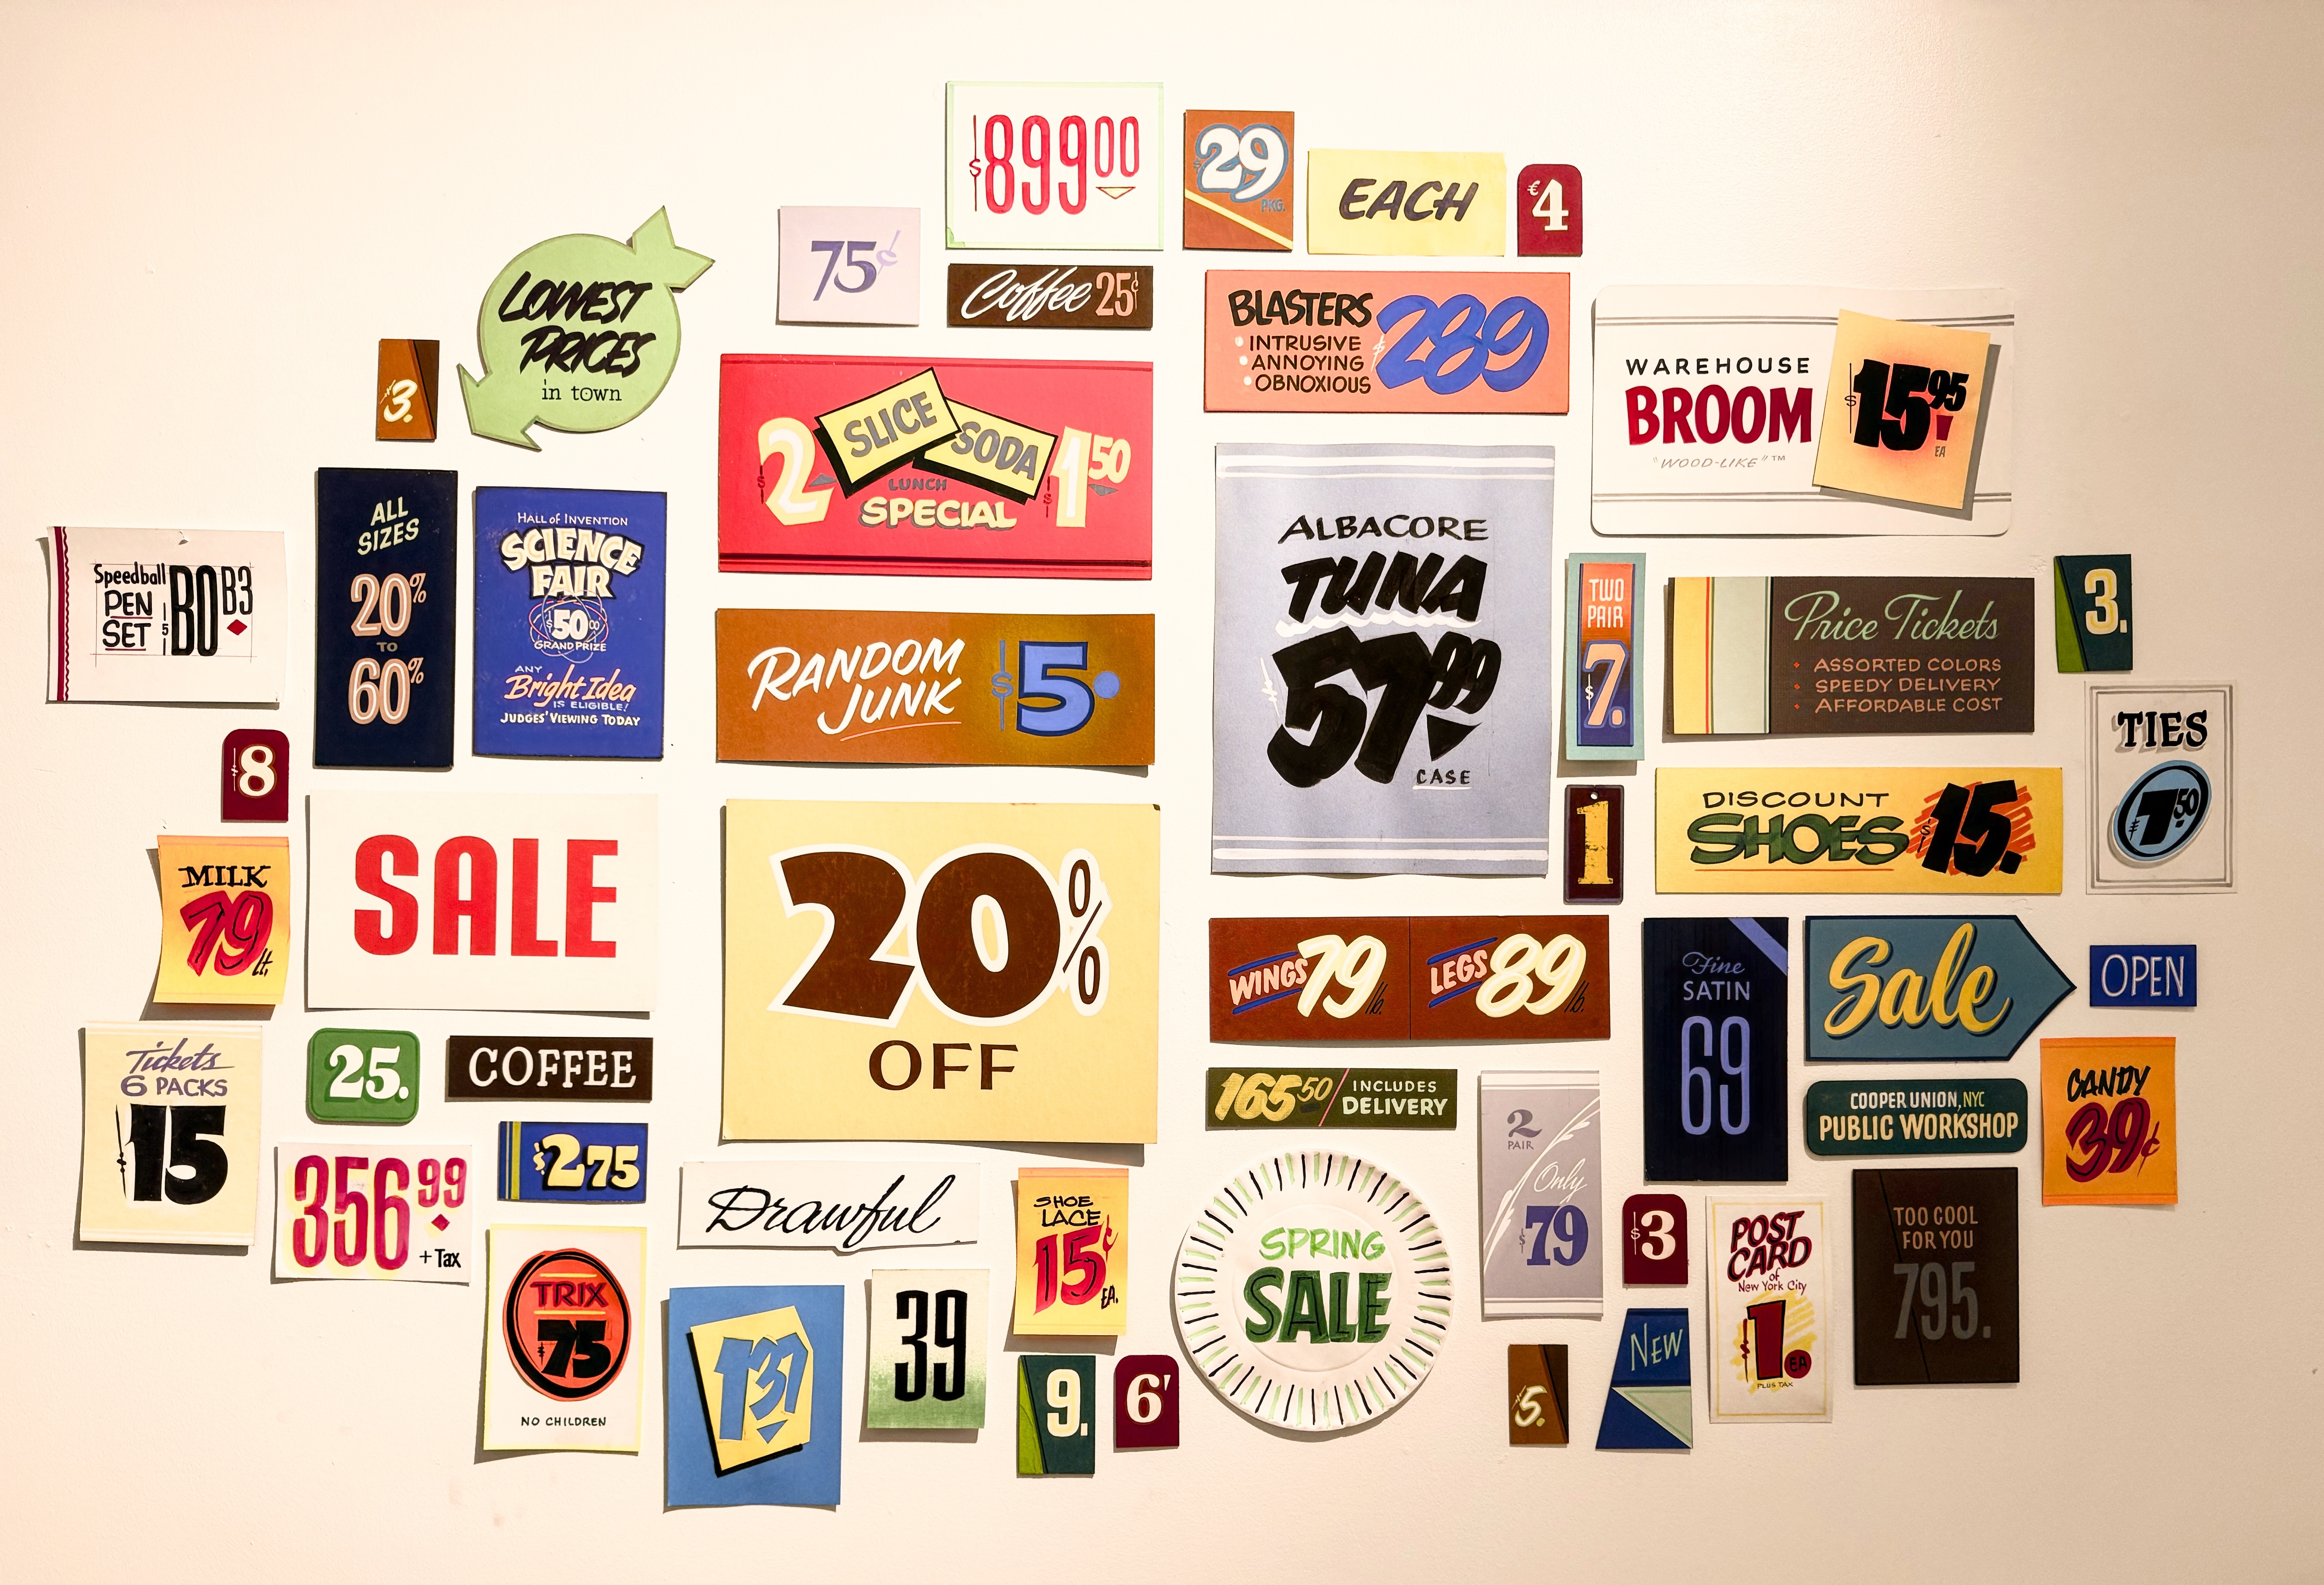 $899 00
$29
PKG.
EACH
€4
75¢
Coffee 25¢
LOWEST
PRICES
in town
$3.
BLASTERS
INTRUSIVE
ANNOYING
OBNOXIOUS
$289
WAREHOUSE
BROOM
"WOOD-LIKE"™
$15 95
EA
$2 SLICE SODA $1 50
LUNCH
SPECIAL
ALL
SIZES
20%
TO
60%
HALL of INVENTION
SCIENCE
FAIR
$50 00
GRAND PRIZE
ANY
Bright Idea
IS ELIGIBLE!
JUDGES' VIEWING TODAY
Speedball
PEN
SET
15
BO B3
ALBACORE
TUNA
$57 99
CASE
TWO
PAIR
$7.
Price Tickets
ASSORTED COLORS
SPEEDY DELIVERY
AFFORDABLE COST
3.
RANDOM
JUNK
$5
TIES
$7 50
$8
1
DISCOUNT
SHOES
$15.
MILK
79
Lt.
SALE
20%
OFF
WINGS 79 lb.
LEGS 89 lb.
Fine
SATIN
69
Sale
OPEN
Tickets
6 PACKS
$15
25.
COFFEE
165 50 / INCLUDES
DELIVERY
2
PAIR
Only
$79
COOPER UNION, NYC
PUBLIC WORKSHOP
CANDY
39¢
356 99
+ Tax
$2 75
Drawful
SHOE
LACE
15¢
EA.
SPRING
SALE
$3
POST
CARD
of
New York City
$1
EA
PLUS TAX
TOO COOL
FOR YOU
795.
TRIX
$75
NO CHILDREN
1 37
39
9.
6'
$5.
NEW